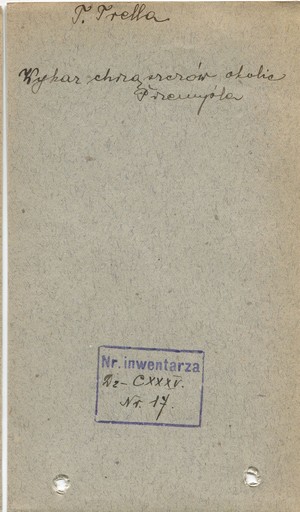 T. Trella
Wykaz chrząszczów okolic
Przemyśla
Nr. inwentarza
Dz- CXXXV.
Nr. 17.